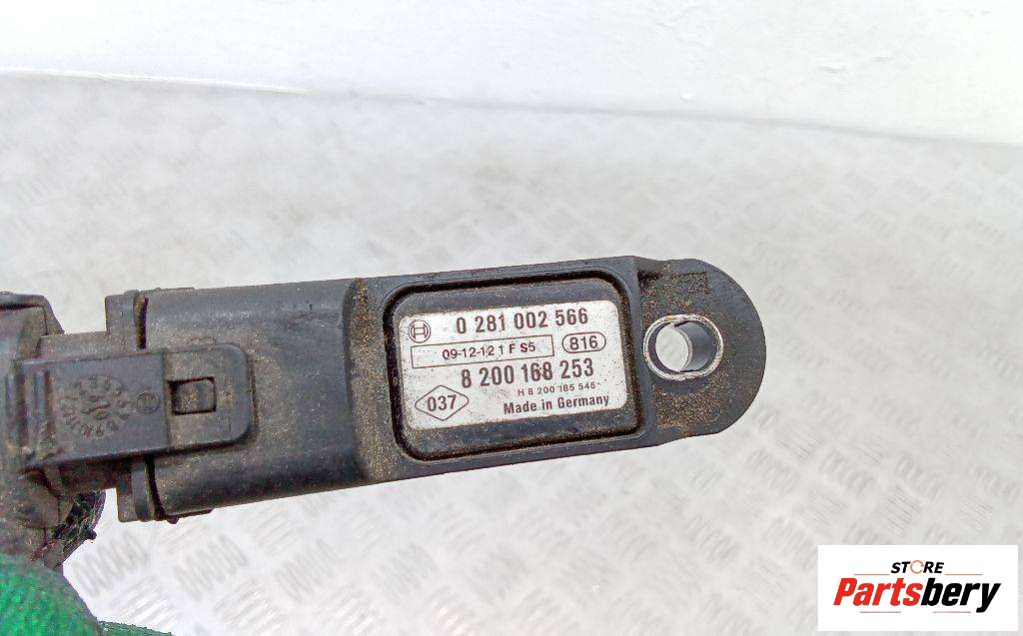 0 281 002 566
09-12-12 1 F S5
816
8 200 168 253
H 8 200 185 546
037
Made in Germany
STORE
Partsbery